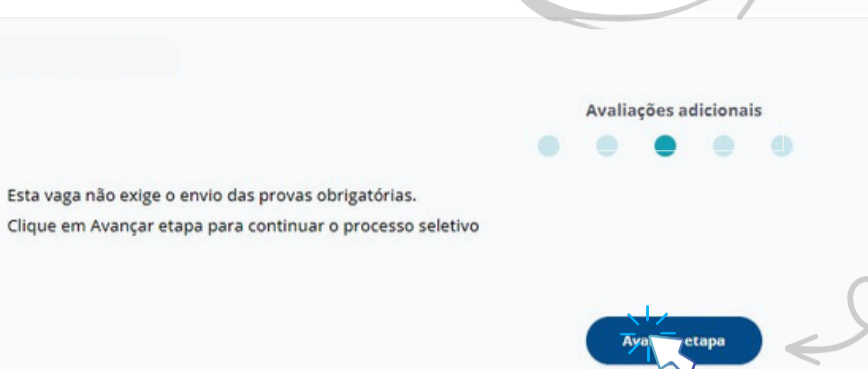 Avaliações adicionais
Esta vaga não exige o envio das provas obrigatórias.
Clique em Avançar etapa para continuar o processo seletivo
etapa